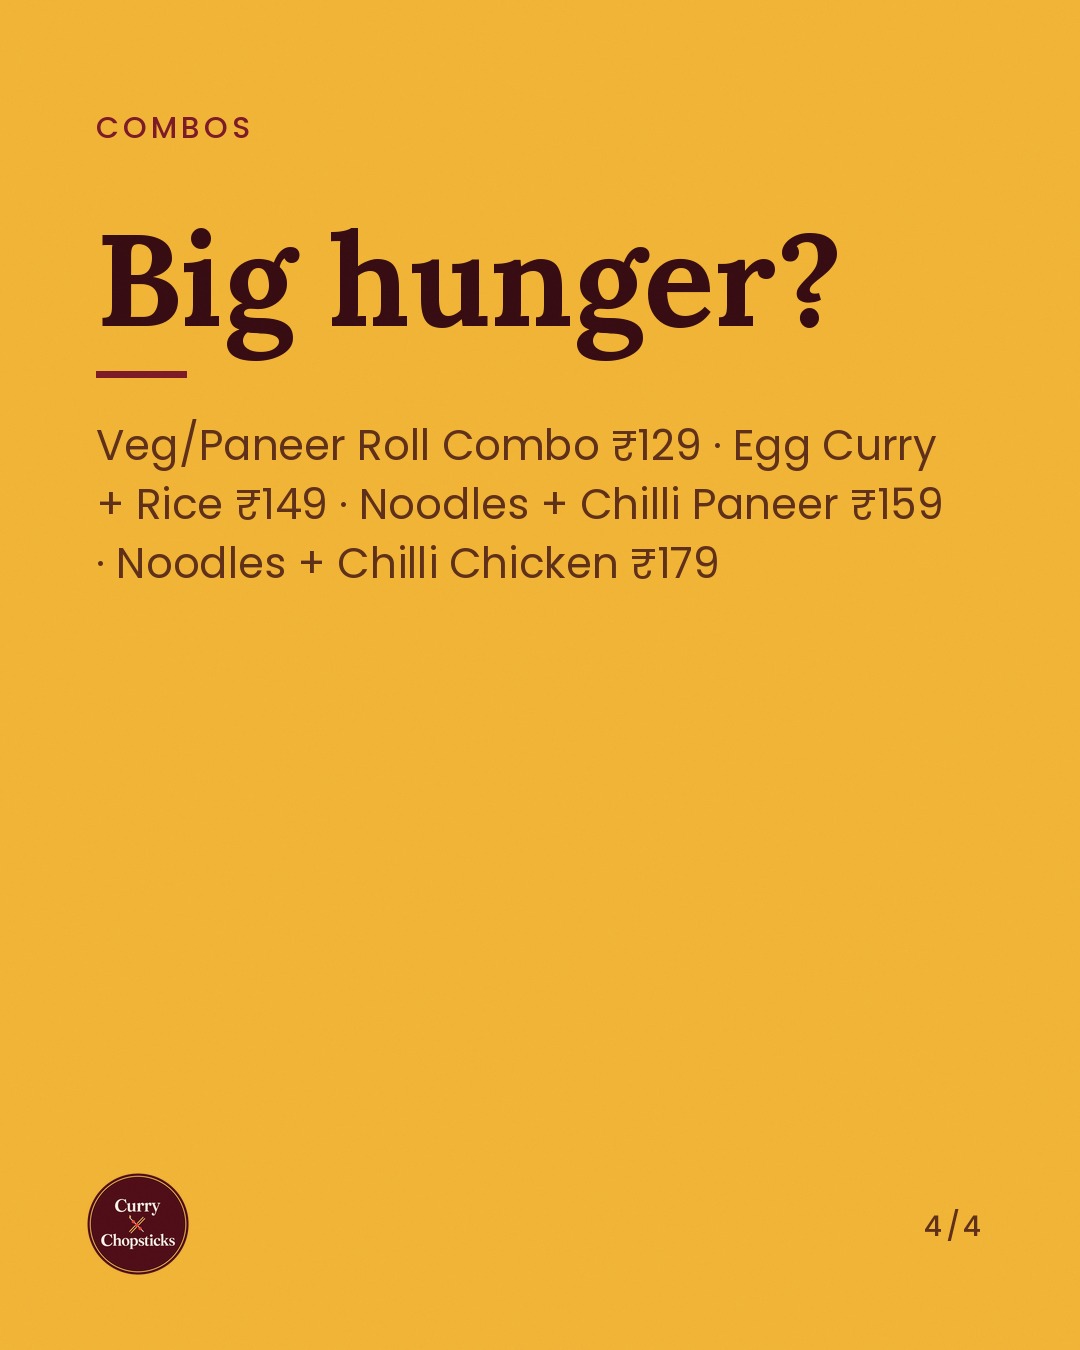 COMBOS
Big hunger?
Veg/Paneer Roll Combo ₹129 · Egg Curry
+ Rice ₹149 · Noodles + Chilli Paneer ₹159
· Noodles + Chilli Chicken ₹179
Curry
Chopsticks
4/4